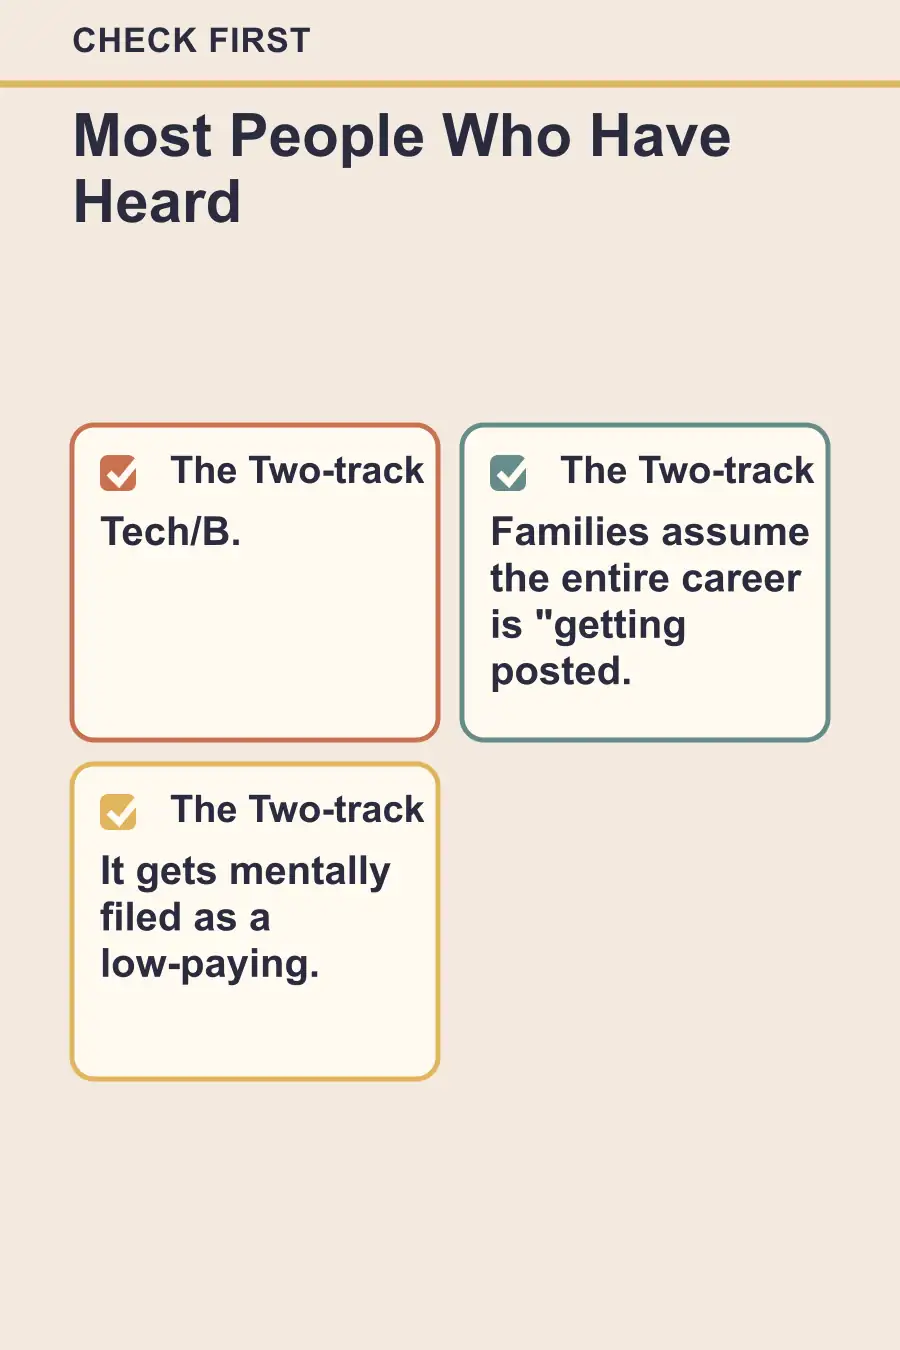 CHECK FIRST
Most People Who Have
Heard
The Two-track
Tech/B.
The Two-track
Families assume
the entire career
is "getting
posted.
The Two-track
It gets mentally
filed as a
low-paying.